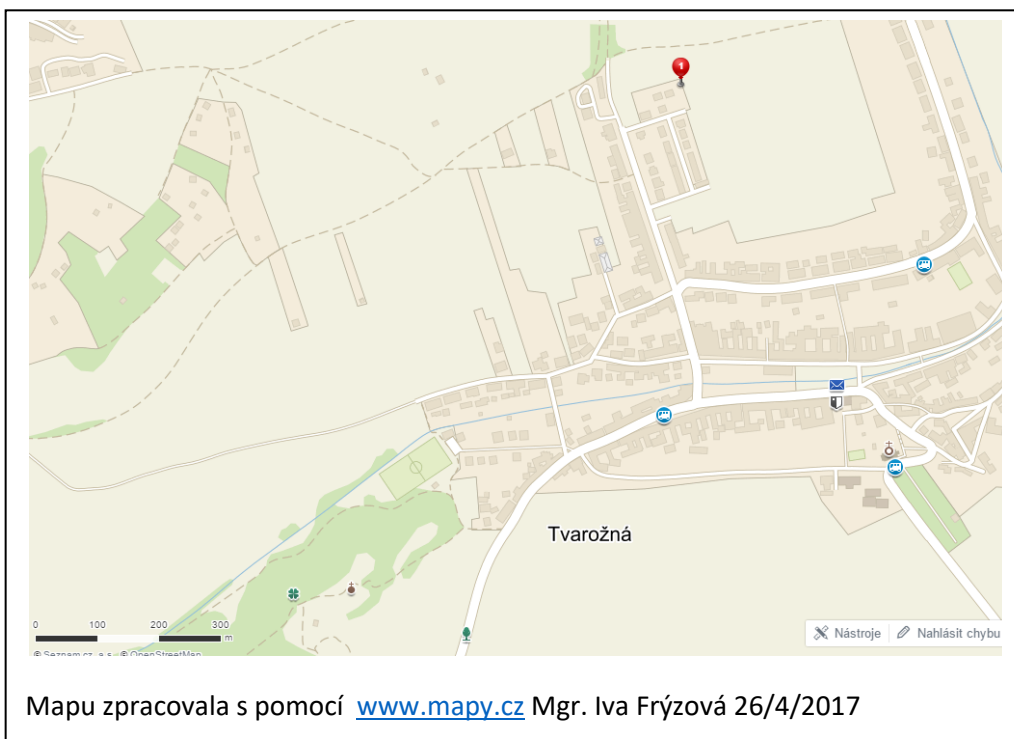 1
Tvarožná
0 100 200 300
m
© Seznam.cz, a.s., © OpenStreetMap
Nástroje Nahlásit chybu
Mapu zpracovala s pomocí www.mapy.cz Mgr. Iva Frýzová 26/4/2017